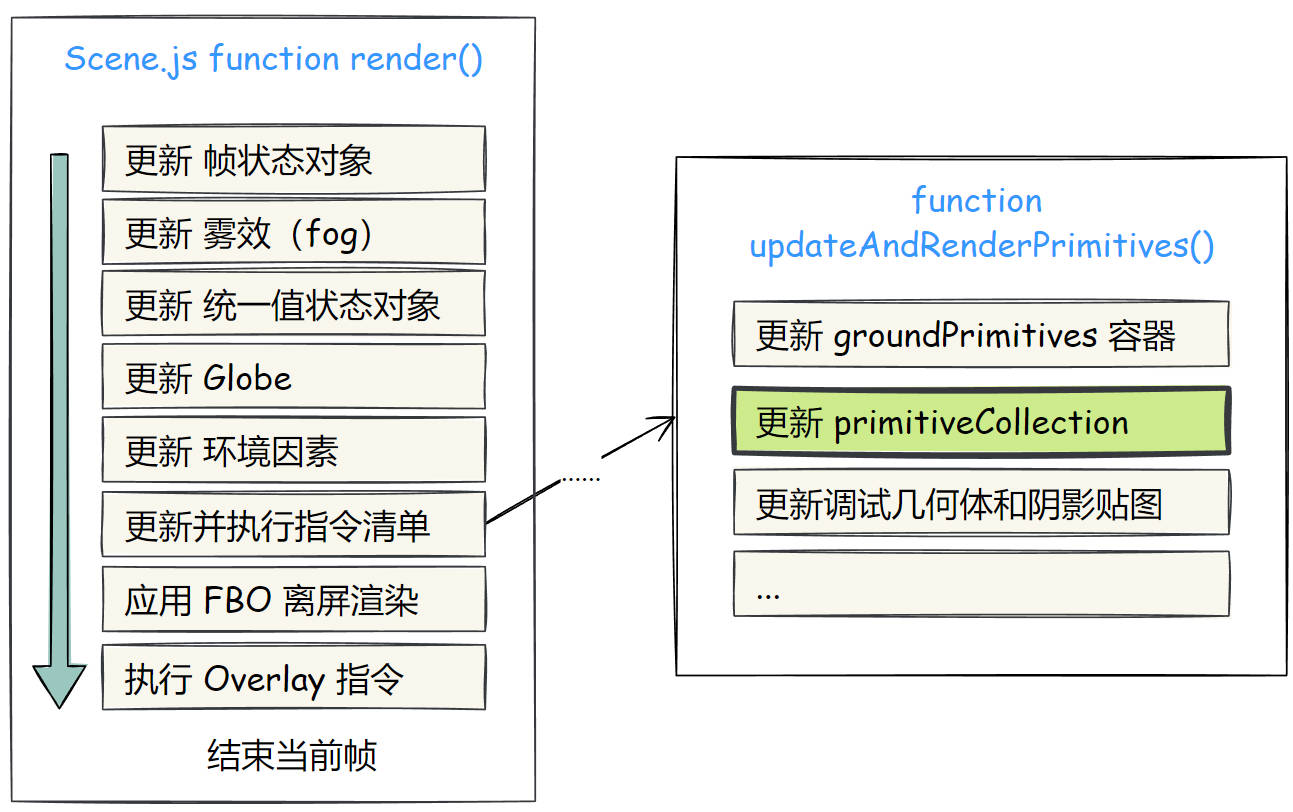 Scene.js function render()
更新 帧状态对象
更新 雾效（fog）
更新 统一值状态对象
更新 Globe
更新 环境因素
更新并执行指令清单
应用 FBO 离屏渲染
执行 Overlay 指令
结束当前帧
......
function
updateAndRenderPrimitives()
更新 groundPrimitives 容器
更新 primitiveCollection
更新调试几何体和阴影贴图
...